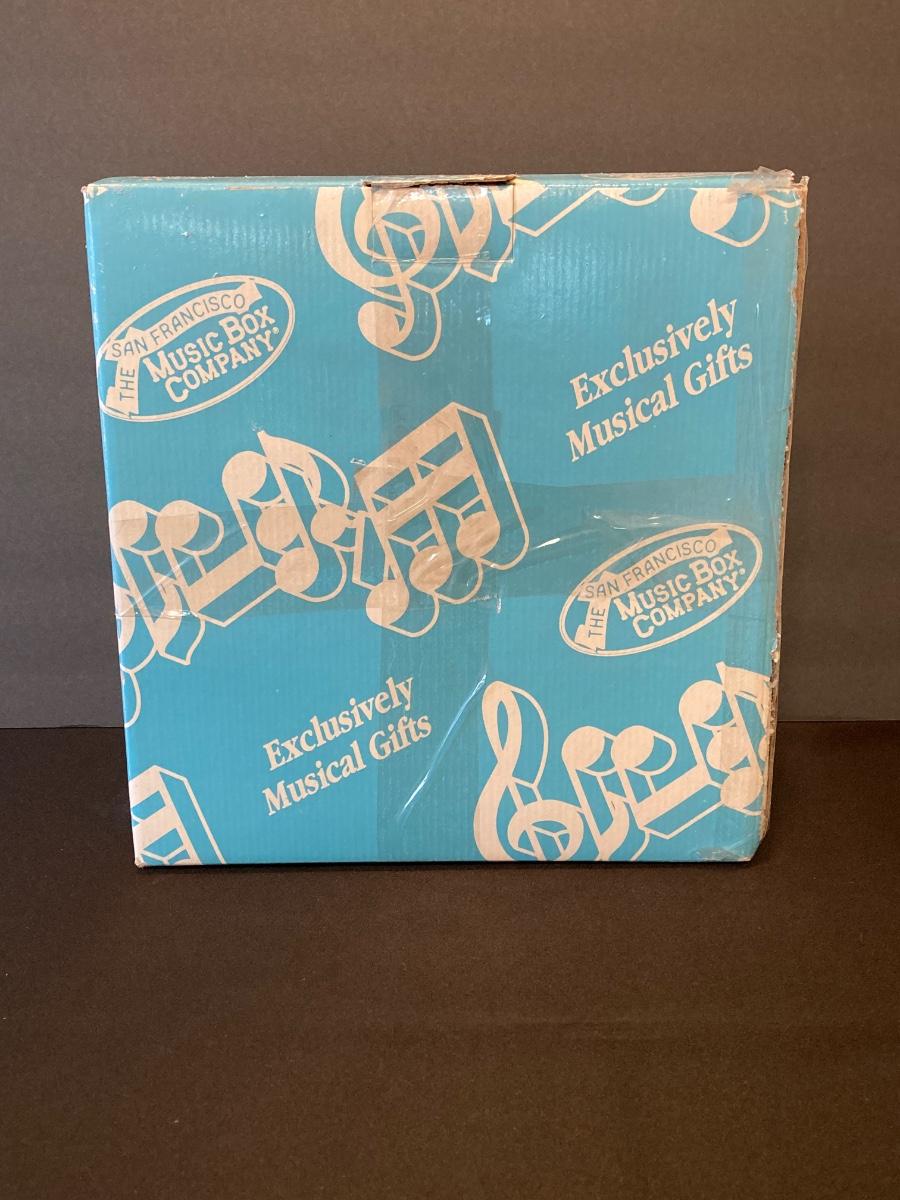 THE SAN FRANCISCO
MUSIC BOX
COMPANY®
Exclusively
Musical Gifts
THE SAN FRANCISCO
MUSIC BOX
COMPANY®
Exclusively
Musical Gifts